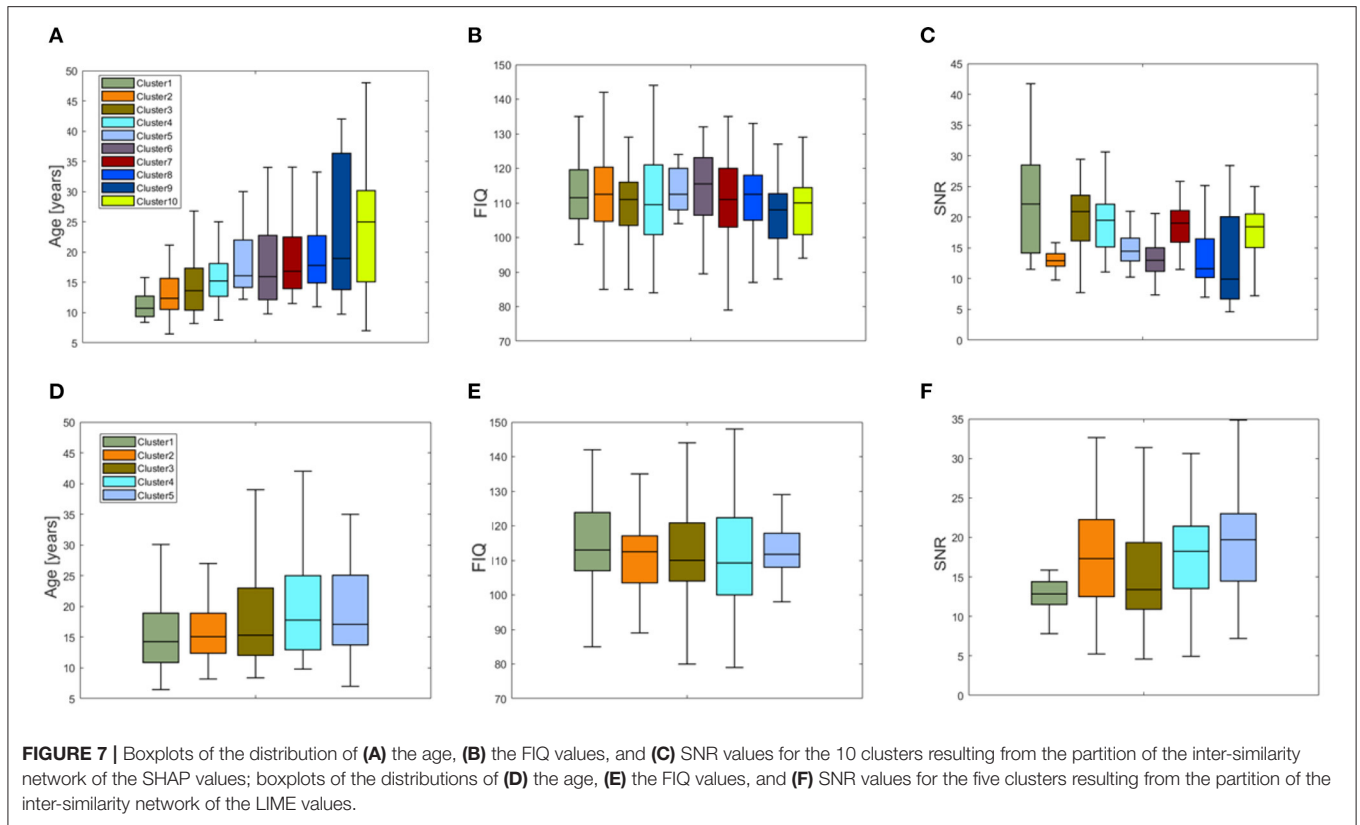 A
B
C
Age [years]
50
45
40
35
30
25
20
15
10
5
Cluster1
Cluster2
Cluster3
Cluster4
Cluster5
Cluster6
Cluster7
Cluster8
Cluster9
Cluster10
FIQ
150
140
130
120
110
100
90
80
70
SNR
45
40
35
30
25
20
15
10
5
0
D
E
F
Age [years]
50
45
40
35
30
25
20
15
10
5
Cluster1
Cluster2
Cluster3
Cluster4
Cluster5
FIQ
150
140
130
120
110
100
90
80
70
SNR
35
30
25
20
15
10
5
0
FIGURE 7 | Boxplots of the distribution of (A) the age, (B) the FIQ values, and (C) SNR values for the 10 clusters resulting from the partition of the inter-similarity
network of the SHAP values; boxplots of the distributions of (D) the age, (E) the FIQ values, and (F) SNR values for the five clusters resulting from the partition of the
inter-similarity network of the LIME values.